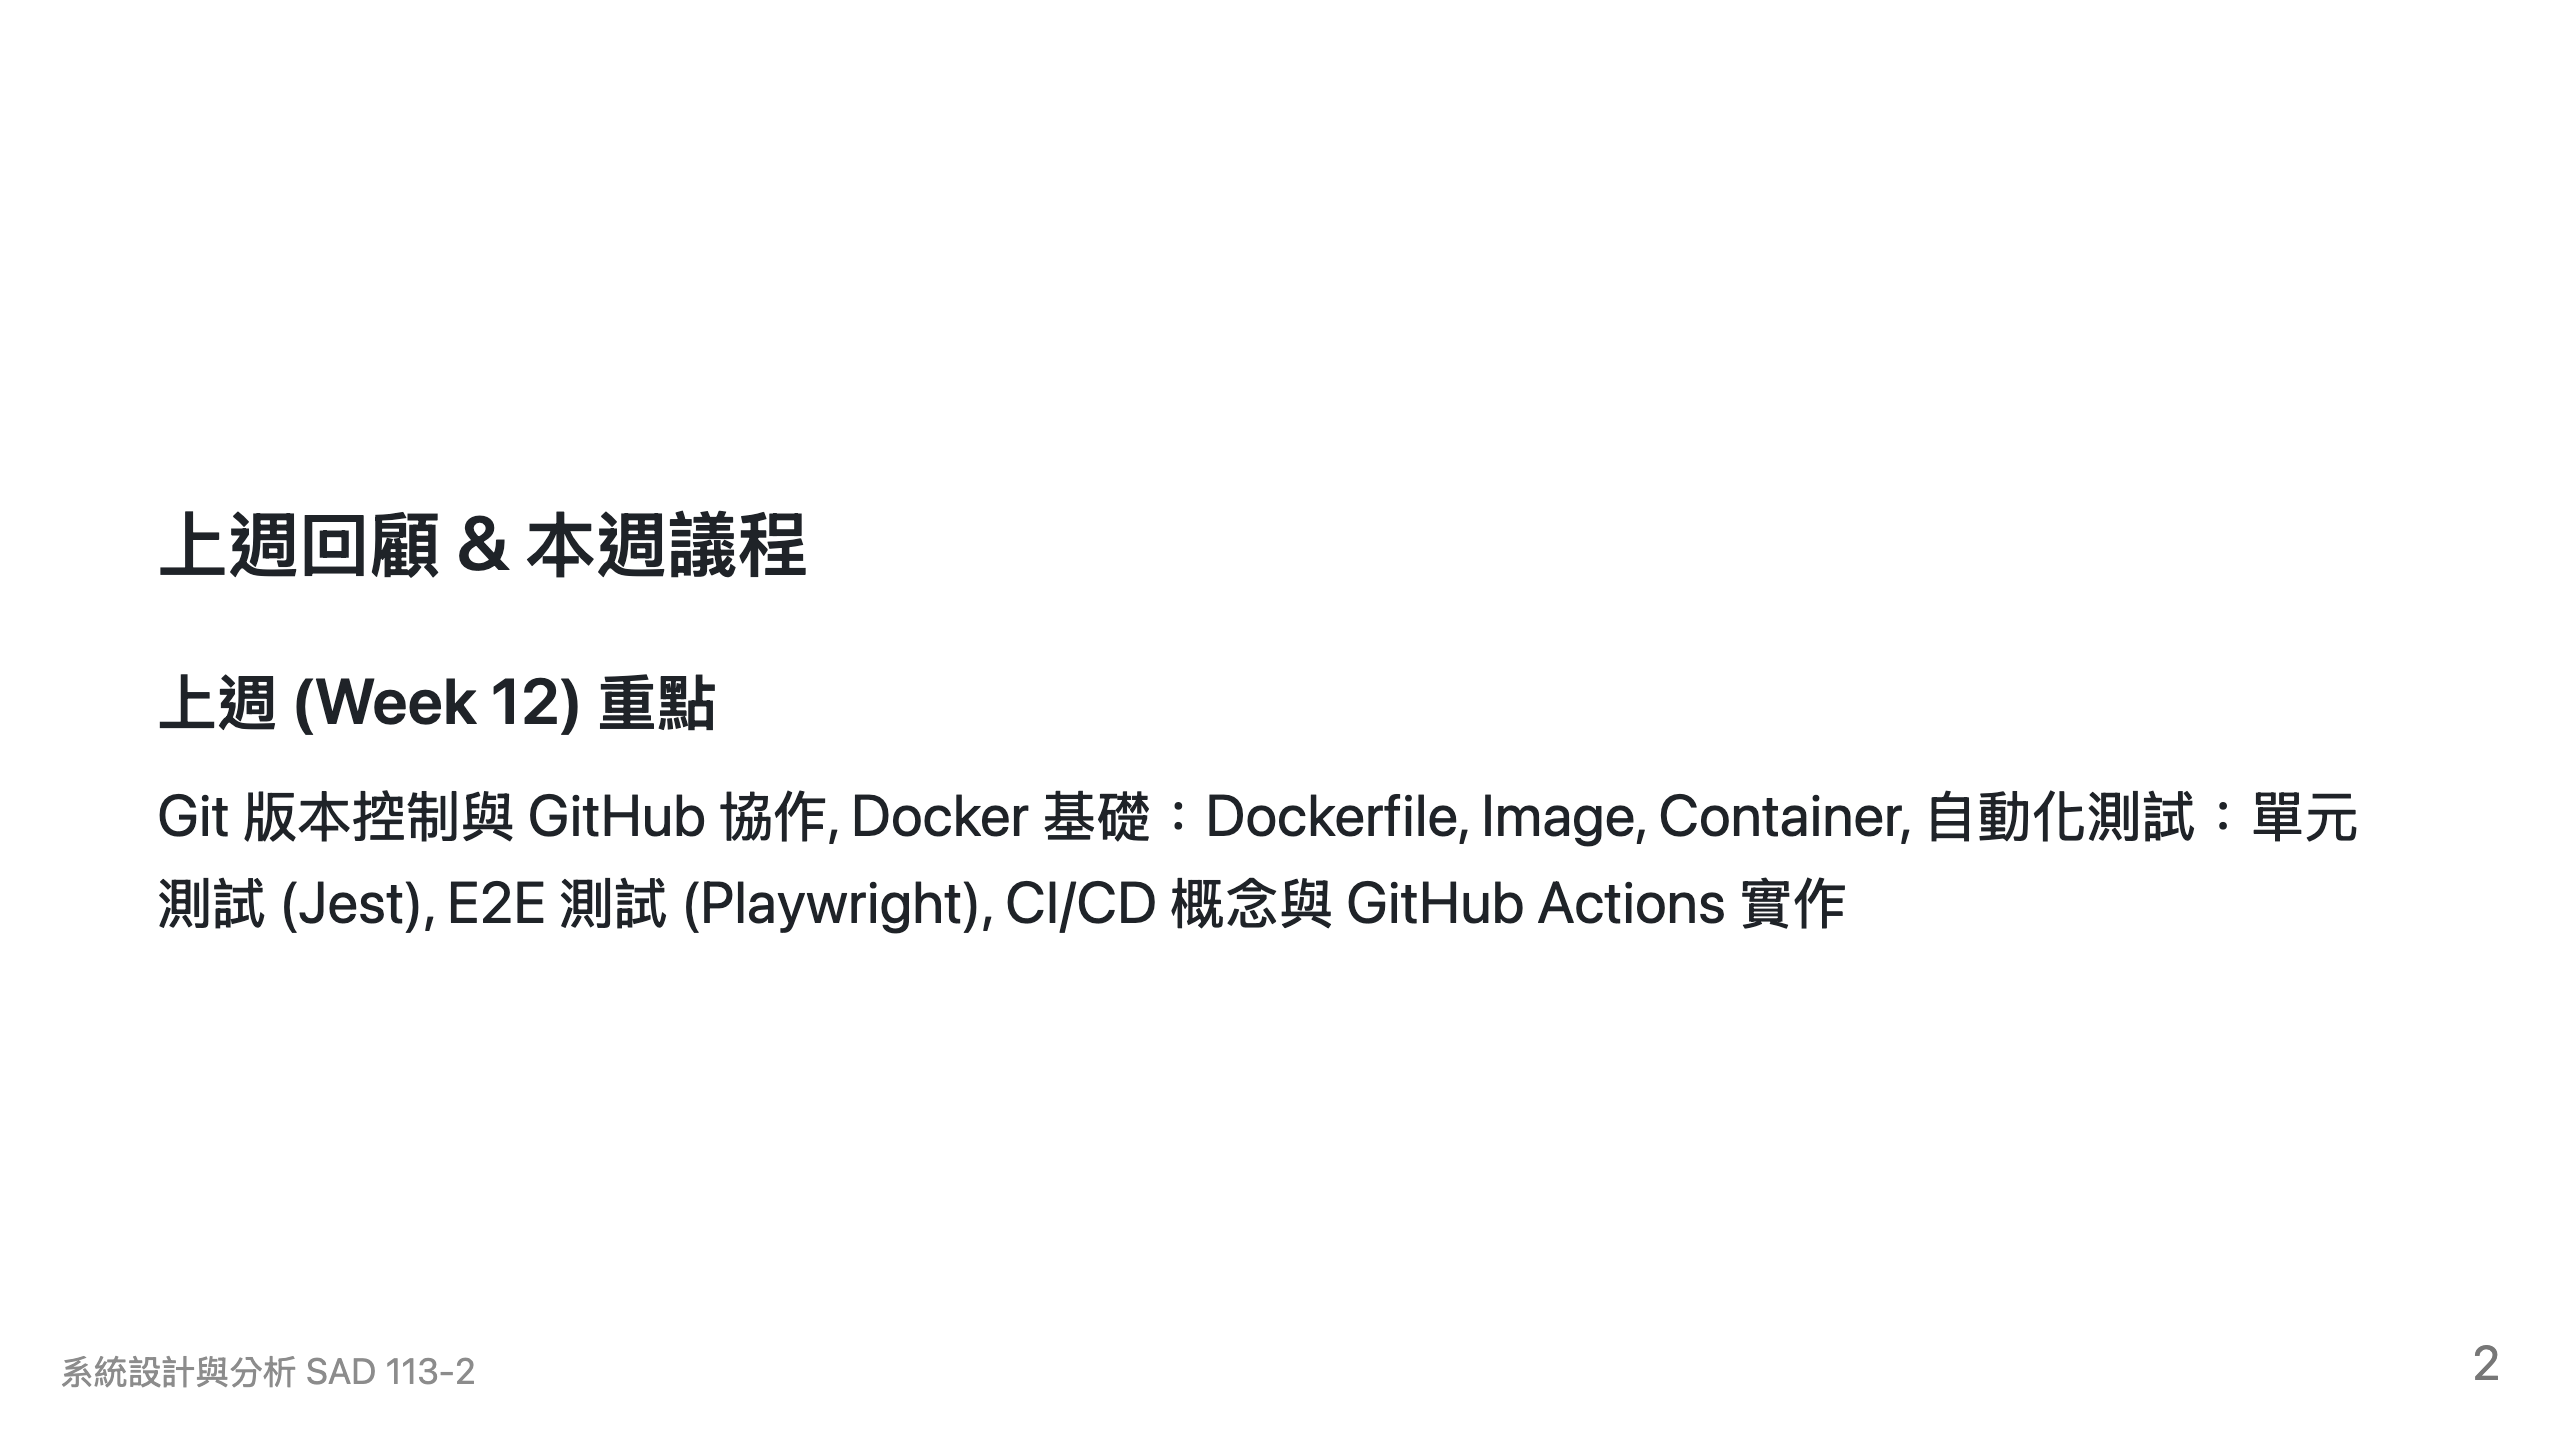 上週回顧 & 本週議程
上週 (Week 12) 重點
Git 版本控制與 GitHub 協作, Docker 基礎：Dockerfile, Image, Container, 自動化測試：單元
測試 (Jest), E2E 測試 (Playwright), CI/CD 概念與 GitHub Actions 實作
系統設計與分析 SAD 113-2
2